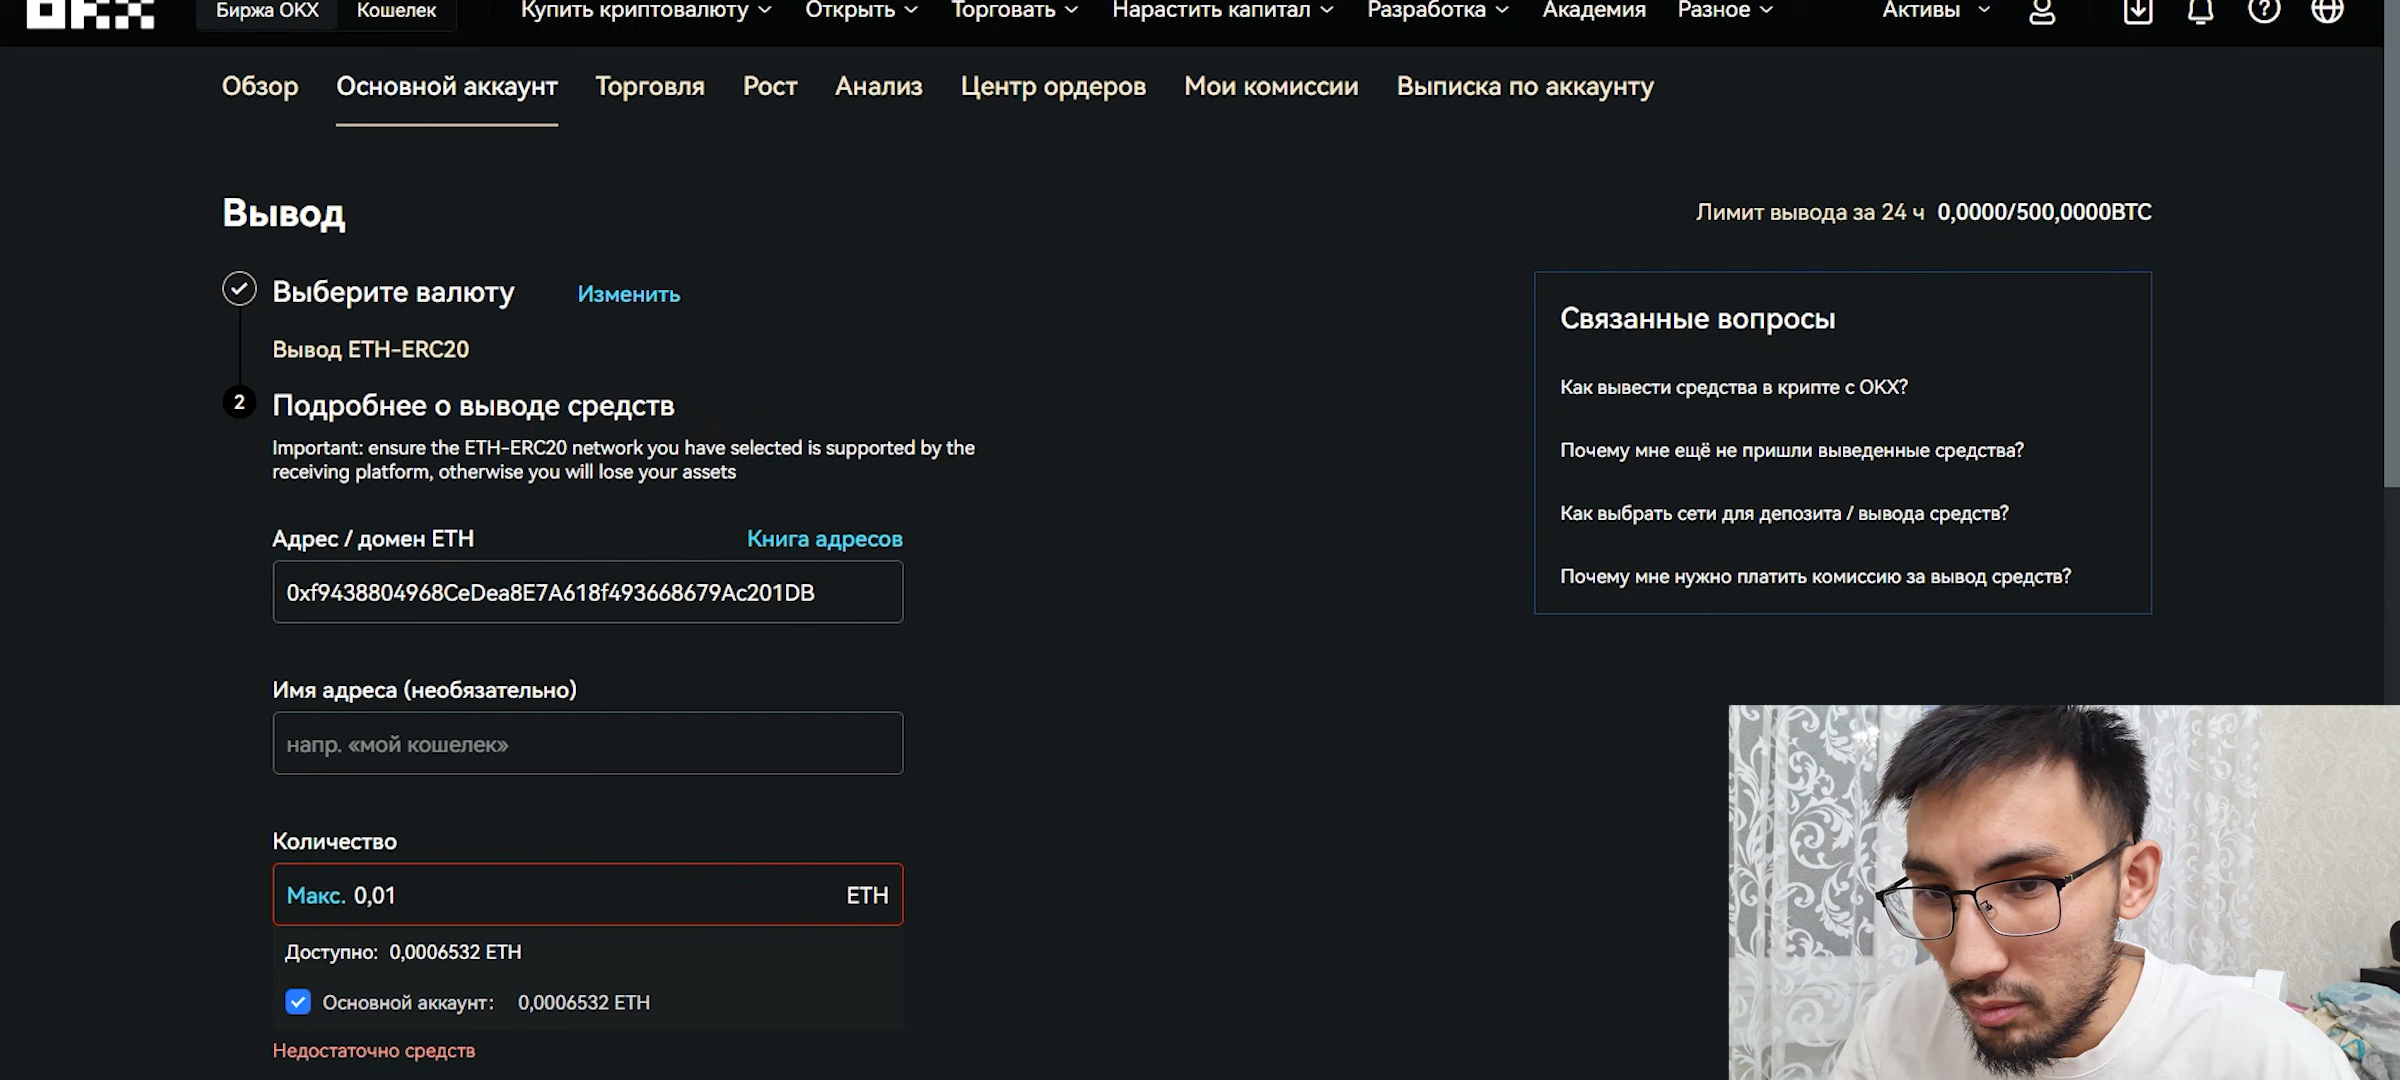 OKX
Биржа OKX Кошелек Купить криптовалюту Открыть Торговать Нарастить капитал Разработка Академия Разное Активы
Обзор Основной аккаунт Торговля Рост Анализ Центр ордеров Мои комиссии Выписка по аккаунту
Вывод
Лимит вывода за 24 ч 0,0000/500,0000BTC
Выберите валюту Изменить
Вывод ETH-ERC20
2 Подробнее о выводе средств
Important: ensure the ETH-ERC20 network you have selected is supported by the
receiving platform, otherwise you will lose your assets
Адрес / домен ETH Книга адресов
0xf9438804968CeDea8E7A618f493668679Ac201DB
Имя адреса (необязательно)
напр. «мой кошелек»
Количество
Макс. 0,01 ETH
Доступно: 0,0006532 ETH
Основной аккаунт: 0,0006532 ETH
Недостаточно средств
Связанные вопросы
Как вывести средства в крипте с OKX?
Почему мне ещё не пришли выведенные средства?
Как выбрать сети для депозита / вывода средств?
Почему мне нужно платить комиссию за вывод средств?